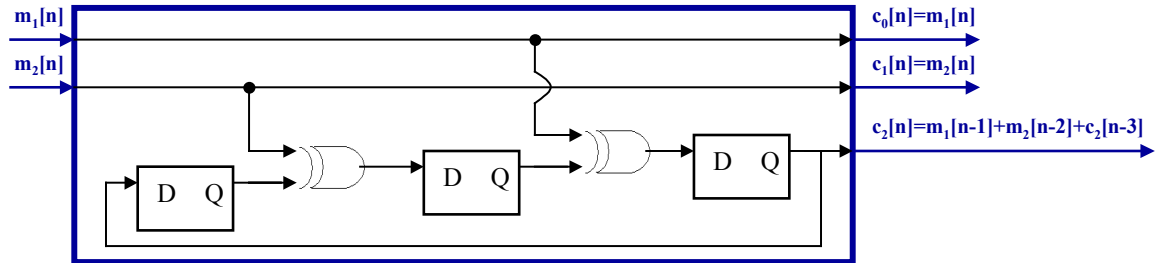 m₁[n]
c₀[n]=m₁[n]
m₂[n]
c₁[n]=m₂[n]
c₂[n]=m₁[n-1]+m₂[n-2]+c₂[n-3]
D Q
D Q
D Q